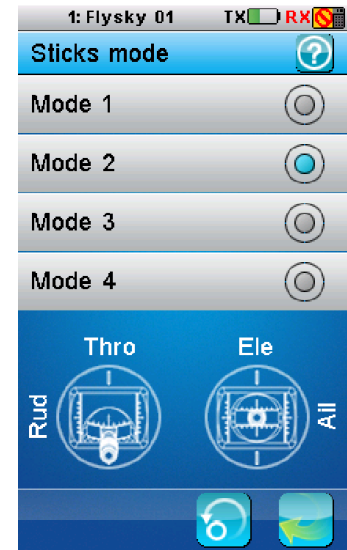 1: Flysky 01 TX RX
Sticks mode ?
Mode 1
Mode 2
Mode 3
Mode 4
Thro Ele
Rud Ail